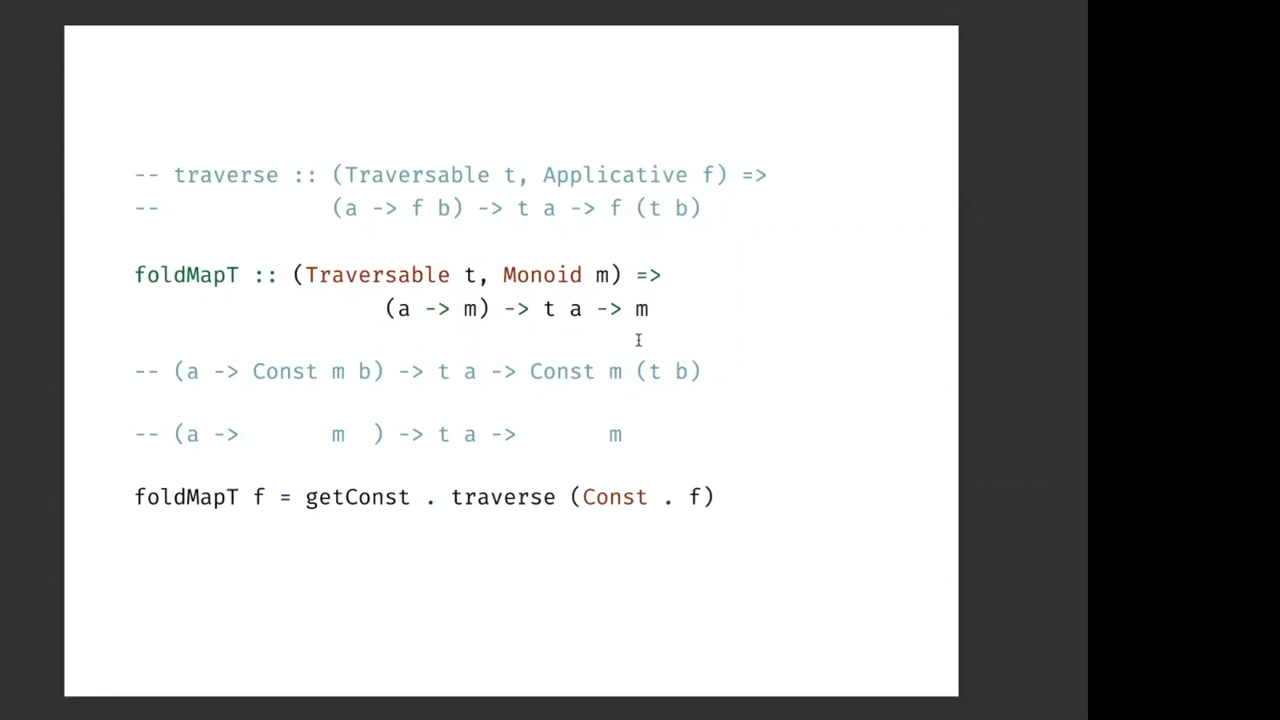 -- traverse :: (Traversable t, Applicative f) =>
--             (a -> f b) -> t a -> f (t b)
foldMapT :: (Traversable t, Monoid m) =>
                   (a -> m) -> t a -> m
-- (a -> Const m b) -> t a -> Const m (t b)
-- (a ->       m  ) -> t a ->       m
foldMapT f = getConst . traverse (Const . f)